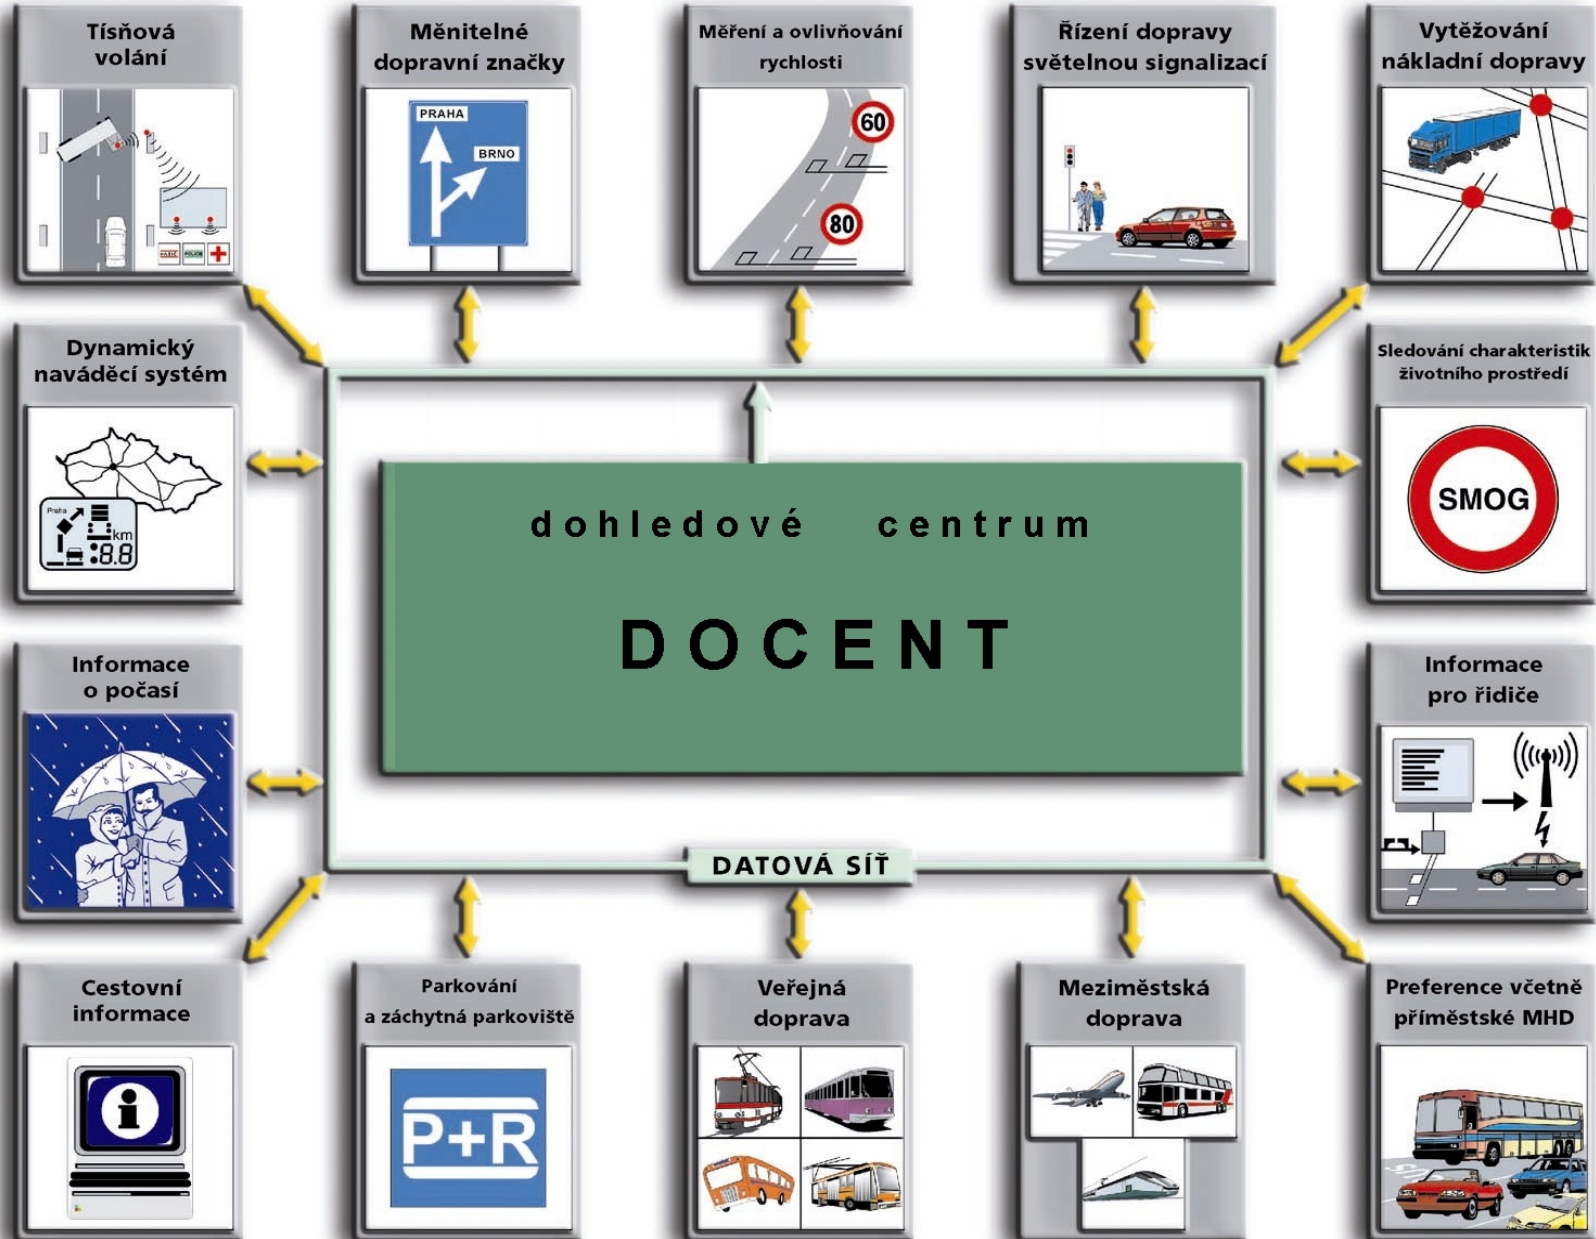 Tísňová
volání
Měnitelné
dopravní značky
PRAHA
BRNO
Měření a ovlivňování
rychlosti
60
80
Řízení dopravy
světelnou signalizací
Vytěžování
nákladní dopravy
POLICIE
Dynamický
naváděcí systém
Praha
km
8.8
Sledování charakteristik
životního prostředí
SMOG
dohledové centrum
DOCENT
Informace
o počasí
Informace
pro řidiče
DATOVÁ SÍŤ
Cestovní
informace
i
Parkování
a záchytná parkoviště
P+R
Veřejná
doprava
Meziměstská
doprava
Preference včetně
příměstské MHD